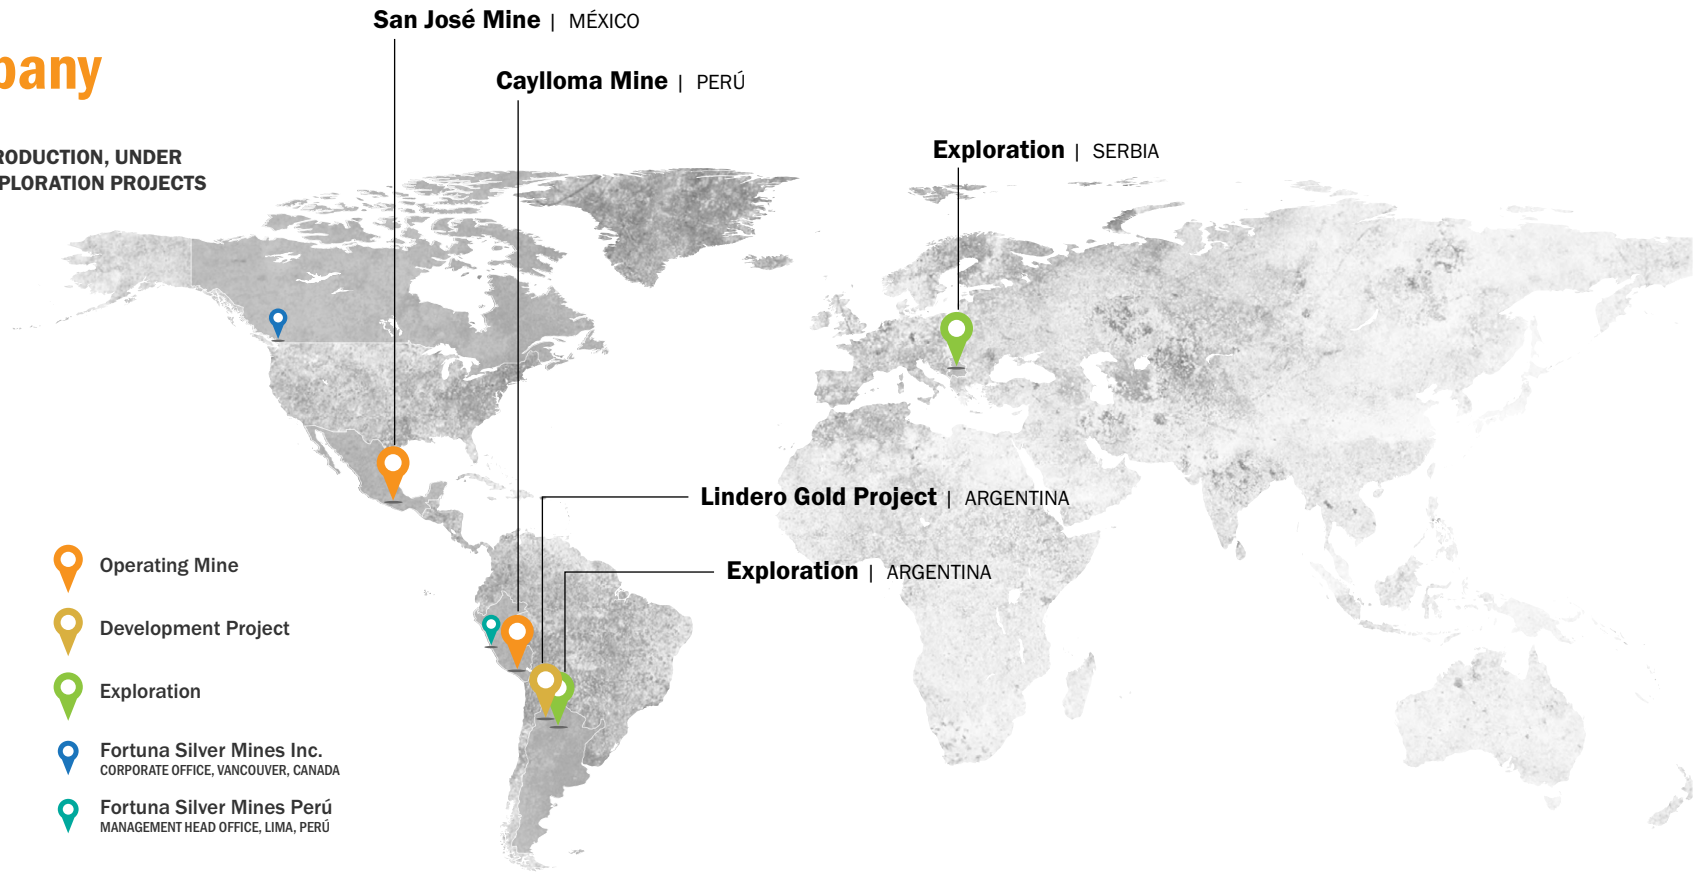 San José Mine | MÉXICO
pany
Caylloma Mine | PERÚ
RODUCTION, UNDER
PLORATION PROJECTS
Exploration | SERBIA
Lindero Gold Project | ARGENTINA
Exploration | ARGENTINA
Operating Mine
Development Project
Exploration
Fortuna Silver Mines Inc.
CORPORATE OFFICE, VANCOUVER, CANADA
Fortuna Silver Mines Perú
MANAGEMENT HEAD OFFICE, LIMA, PERÚ